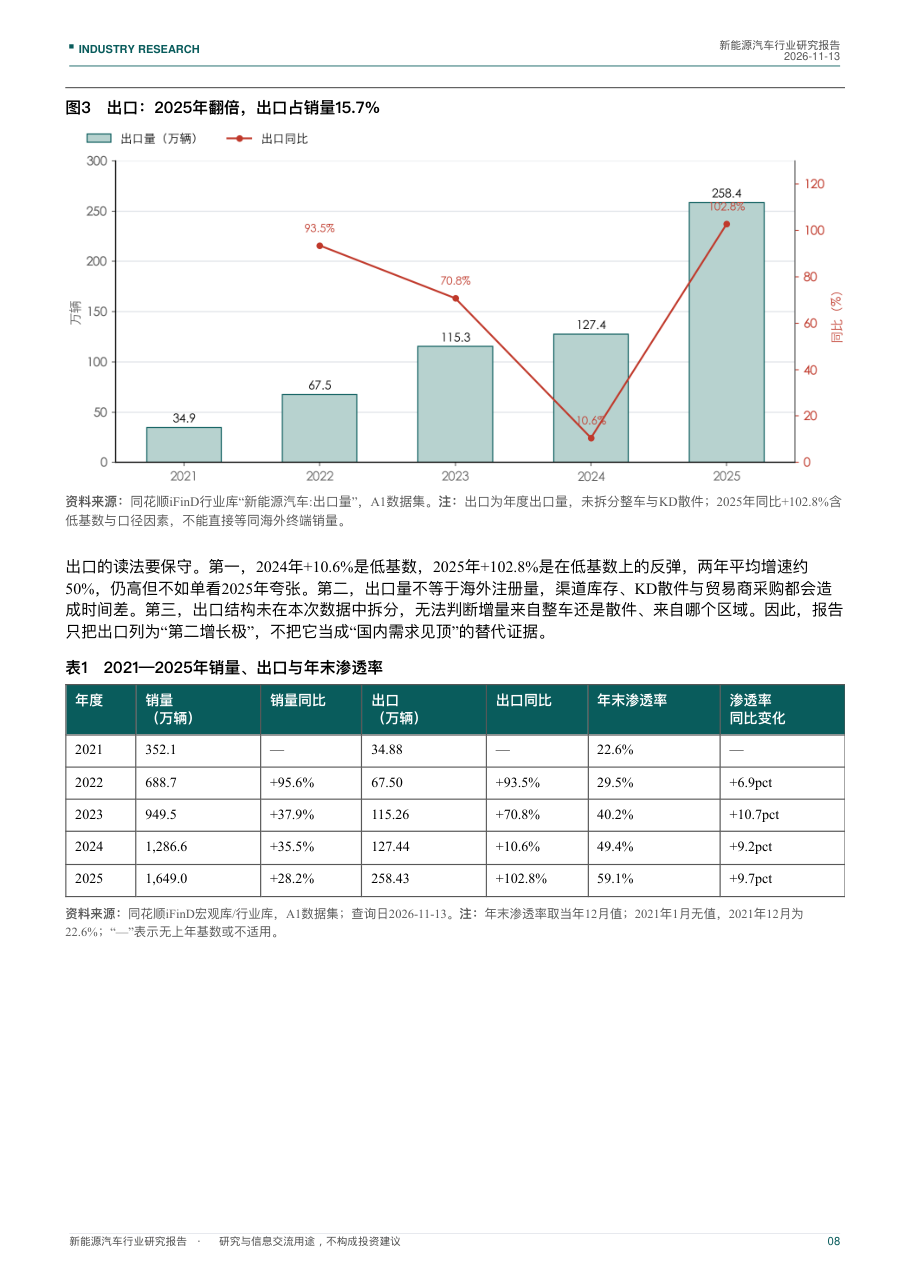 INDUSTRY RESEARCH
新能源汽车行业研究报告
2026-11-13
图3 出口：2025年翻倍，出口占销量15.7%
出口量（万辆） 出口同比
300
250
200
150
100
50
0
万辆
120
100
80
60
40
20
0
同比（%）
34.9
67.5
115.3
127.4
258.4
93.5%
70.8%
10.6%
102.8%
2021 2022 2023 2024 2025
资料来源：同花顺iFinD行业库“新能源汽车:出口量”，A1数据集。注：出口为年度出口量，未拆分整车与KD散件；2025年同比+102.8%含
低基数与口径因素，不能直接等同海外终端销量。
出口的读法要保守。第一，2024年+10.6%是低基数，2025年+102.8%是在低基数上的反弹，两年平均增速约
50%，仍高但不如单看2025年夸张。第二，出口量不等于海外注册量，渠道库存、KD散件与贸易商采购都会造
成时间差。第三，出口结构未在本次数据中拆分，无法判断增量来自整车还是散件、来自哪个区域。因此，报告
只把出口列为“第二增长极”，不把它当成“国内需求见顶”的替代证据。
表1 2021—2025年销量、出口与年末渗透率
年度 销量（万辆） 销量同比 出口（万辆） 出口同比 年末渗透率 渗透率同比变化
2021 352.1 — 34.88 — 22.6% —
2022 688.7 +95.6% 67.50 +93.5% 29.5% +6.9pct
2023 949.5 +37.9% 115.26 +70.8% 40.2% +10.7pct
2024 1,286.6 +35.5% 127.44 +10.6% 49.4% +9.2pct
2025 1,649.0 +28.2% 258.43 +102.8% 59.1% +9.7pct
资料来源：同花顺iFinD宏观库/行业库，A1数据集；查询日2026-11-13。注：年末渗透率取当年12月值；2021年1月无值，2021年12月为
22.6%；“—”表示无上年基数或不适用。
新能源汽车行业研究报告 · 研究与信息交流用途，不构成投资建议
08